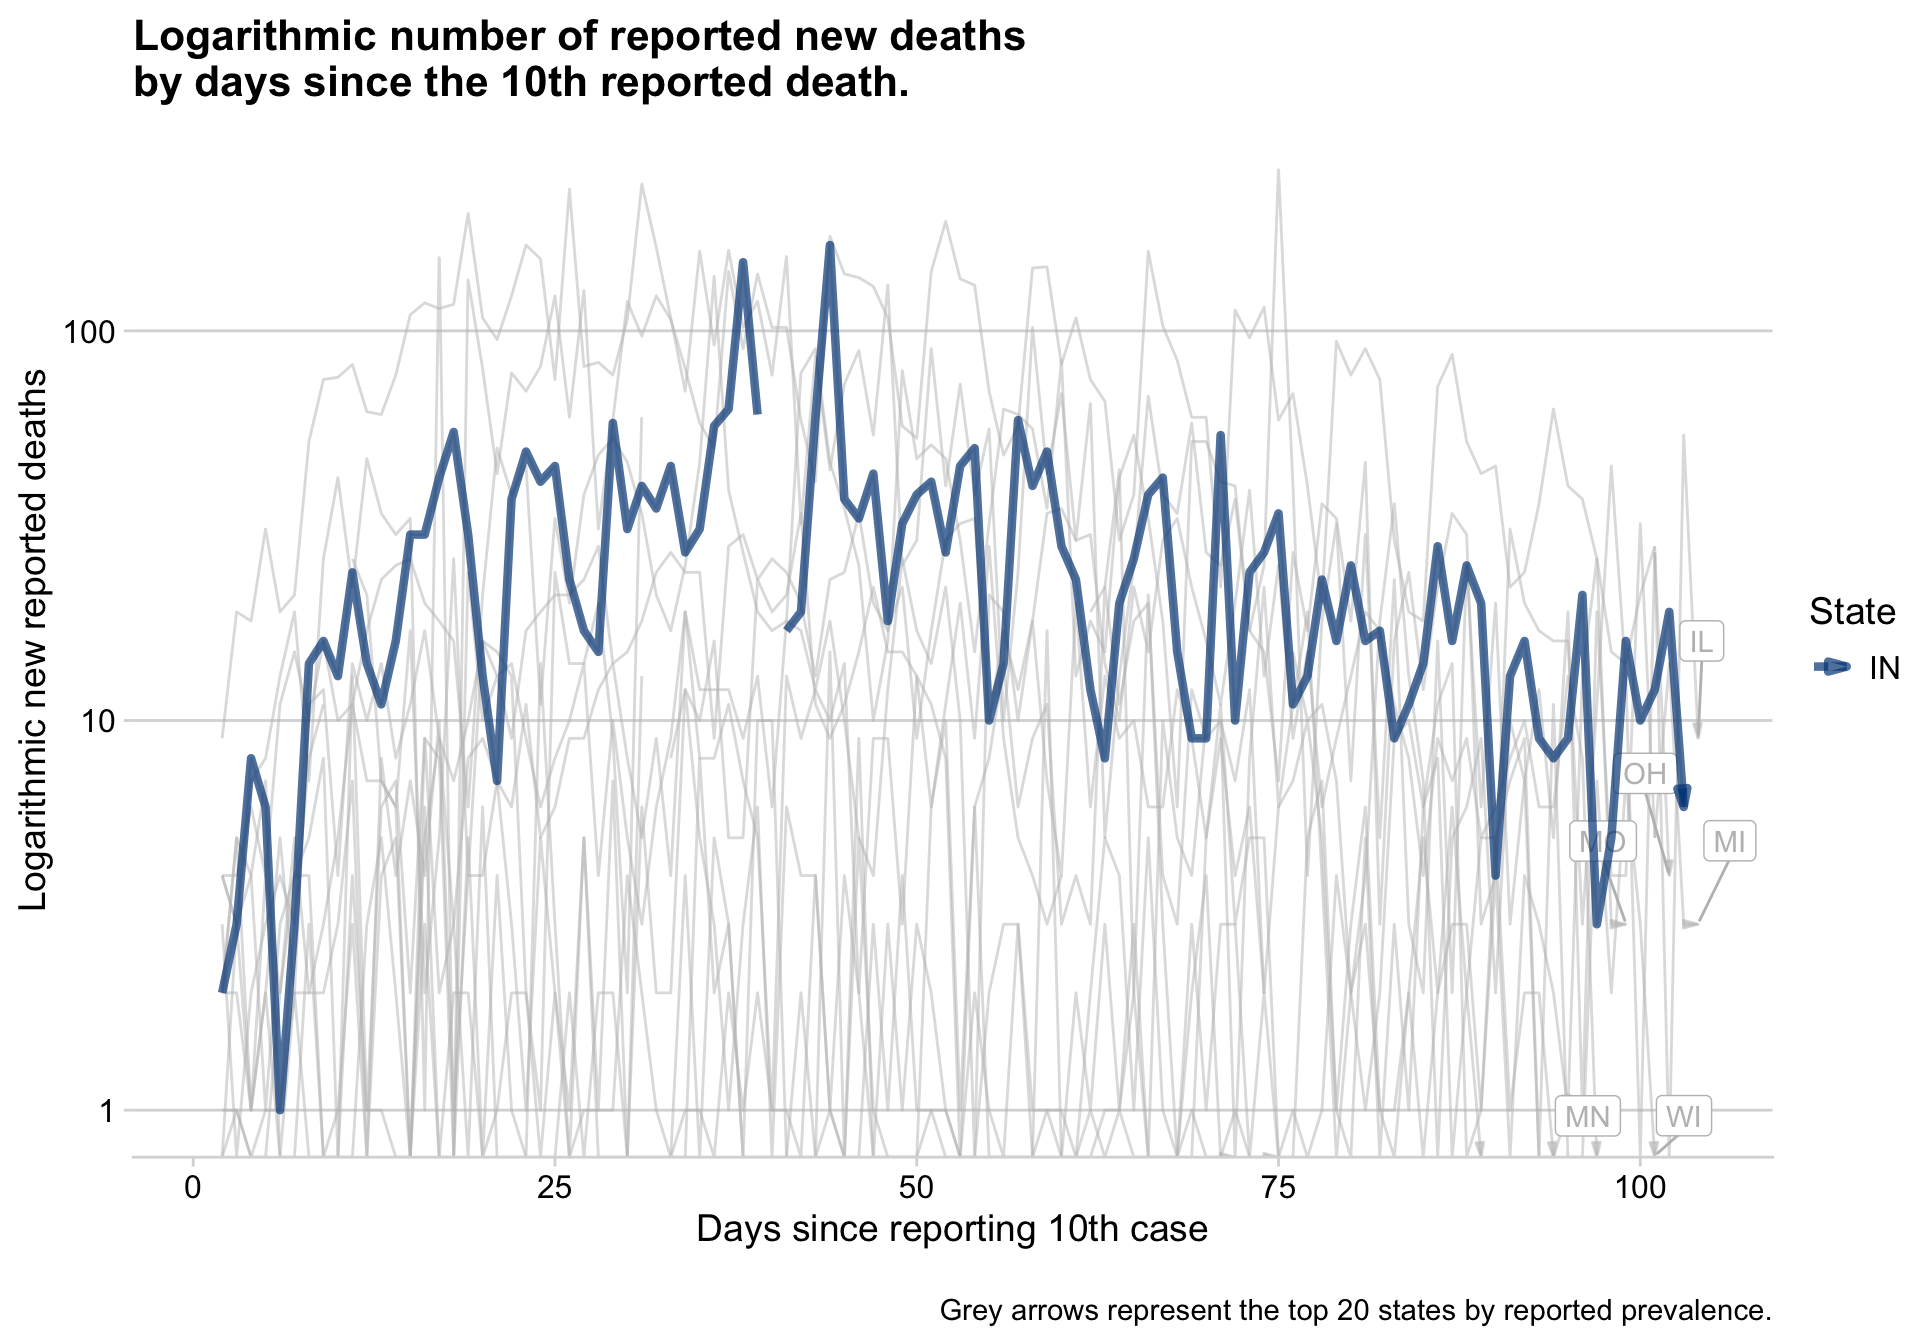 Logarithmic number of reported new deaths
by days since the 10th reported death.
Logarithmic new reported deaths
100
10
1
0
25
50
75
100
Days since reporting 10th case
IL
OH
MO
MI
MN
WI
State
IN
Grey arrows represent the top 20 states by reported prevalence.